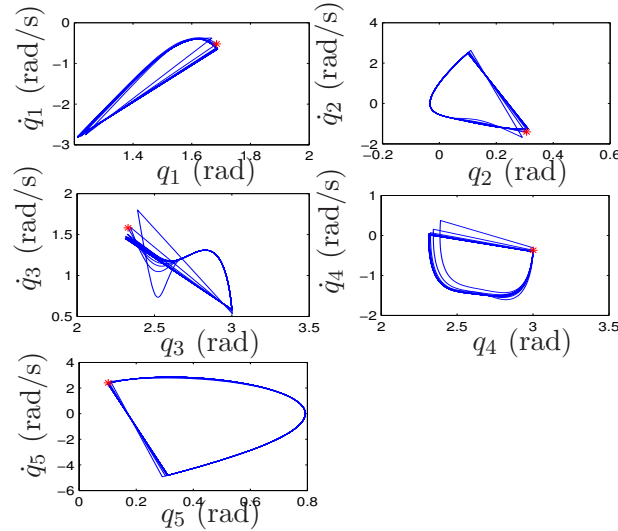 0
-1
-2
-3
1.4 1.6 1.8 2
q̇1 (rad/s)
q1 (rad)
4
2
0
-2
-0.2 0 0.2 0.4 0.6
q̇2 (rad/s)
q2 (rad)
2
1.5
1
0.5
2 2.5 3 3.5
q̇3 (rad/s)
q3 (rad)
1
0
-1
-2
2 2.5 3 3.5
q̇4 (rad/s)
q4 (rad)
4
2
0
-2
-4
-6
0 0.2 0.4 0.6 0.8
q̇5 (rad/s)
q5 (rad)